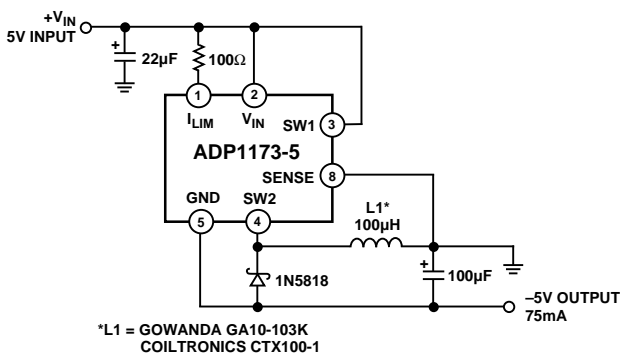 +VIN
5V INPUT
+
22µF
100Ω
1
2
ILIM
VIN
SW1
3
ADP1173-5
SENSE
8
GND
SW2
5
4
L1*
100µH
1N5818
+
100µF
–5V OUTPUT
75mA
*L1 = GOWANDA GA10-103K
COILTRONICS CTX100-1